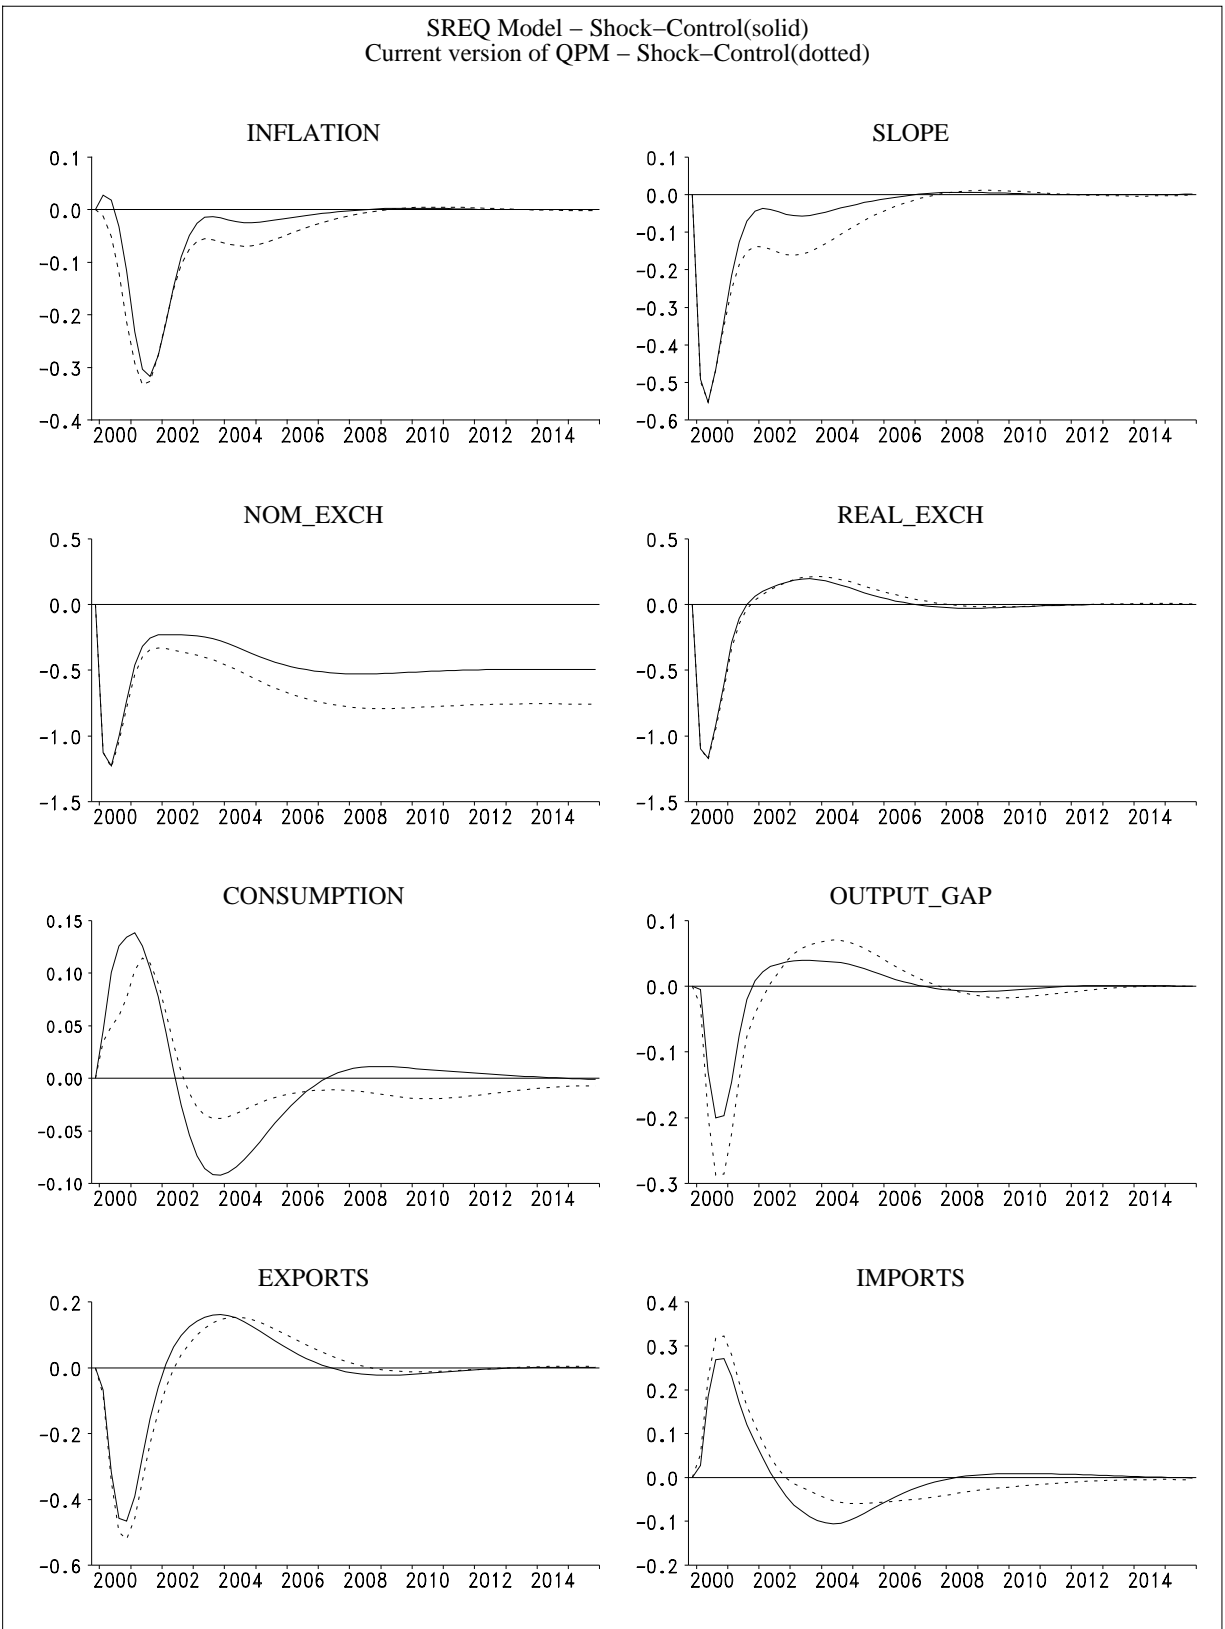 SREQ Model – Shock–Control(solid)
Current version of QPM – Shock–Control(dotted)
INFLATION
0.1
0.0
−0.1
−0.2
−0.3
−0.4
2000 2002 2004 2006 2008 2010 2012 2014
SLOPE
0.1
0.0
−0.1
−0.2
−0.3
−0.4
−0.5
−0.6
2000 2002 2004 2006 2008 2010 2012 2014
NOM_EXCH
0.5
0.0
−0.5
−1.0
−1.5
2000 2002 2004 2006 2008 2010 2012 2014
REAL_EXCH
0.5
0.0
−0.5
−1.0
−1.5
2000 2002 2004 2006 2008 2010 2012 2014
CONSUMPTION
0.15
0.10
0.05
0.00
−0.05
−0.10
2000 2002 2004 2006 2008 2010 2012 2014
OUTPUT_GAP
0.1
0.0
−0.1
−0.2
−0.3
2000 2002 2004 2006 2008 2010 2012 2014
EXPORTS
0.2
0.0
−0.2
−0.4
−0.6
2000 2002 2004 2006 2008 2010 2012 2014
IMPORTS
0.4
0.3
0.2
0.1
0.0
−0.1
−0.2
2000 2002 2004 2006 2008 2010 2012 2014